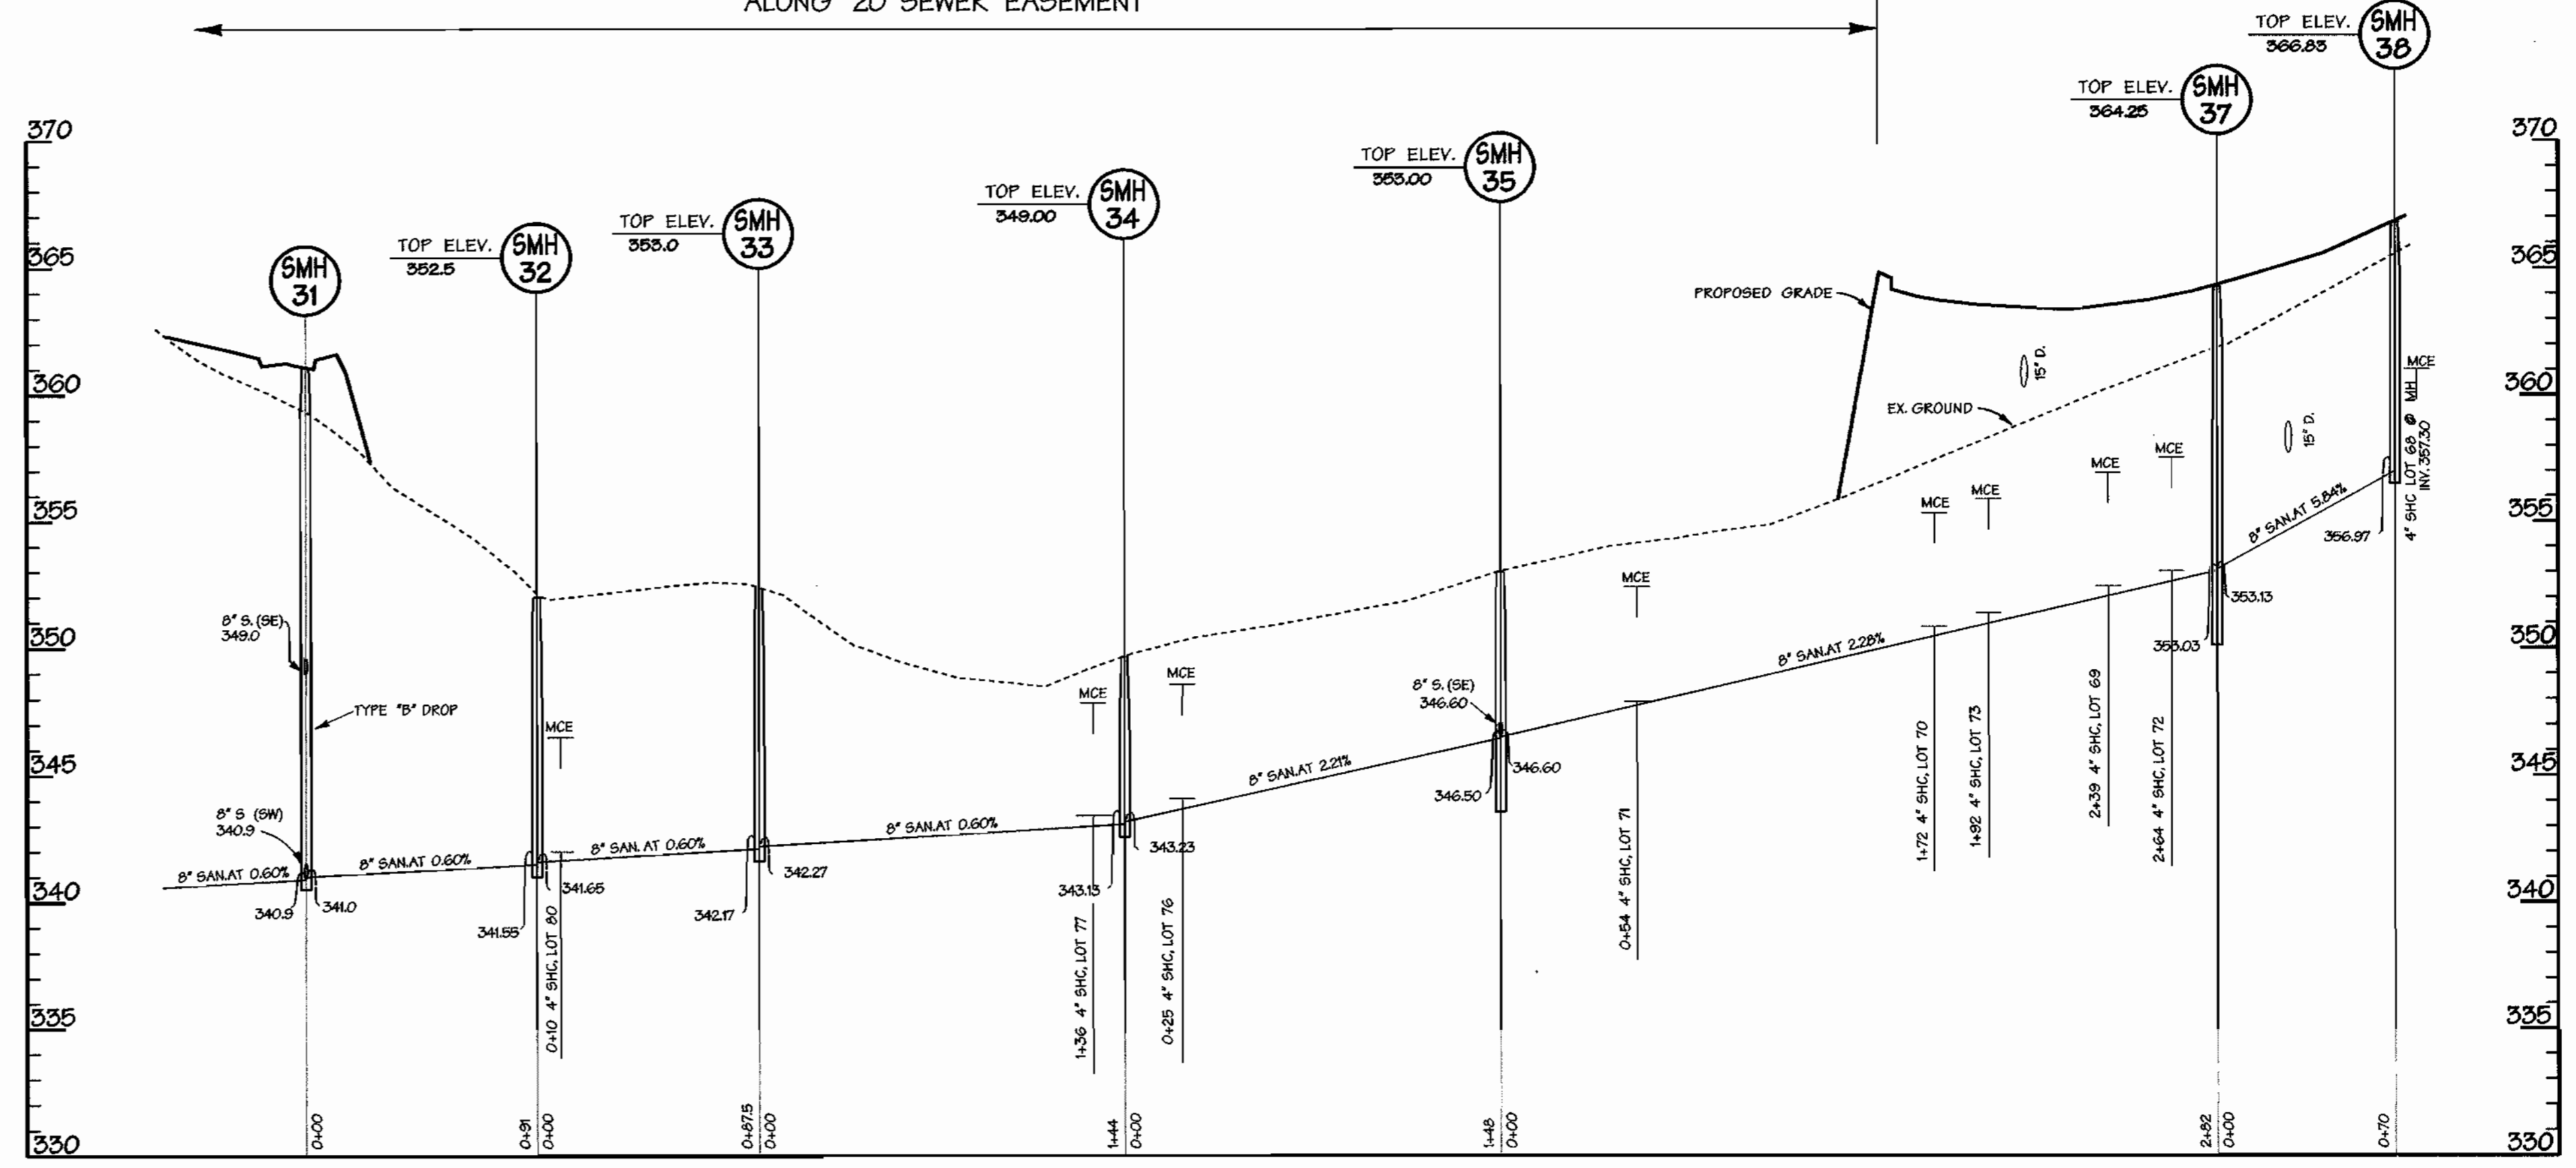 ALONG 20' SEWER EASEMENT
TOP ELEV.
366.83
SMH
38
TOP ELEV.
364.25
SMH
37
TOP ELEV.
353.00
SMH
35
TOP ELEV.
349.00
SMH
34
TOP ELEV.
353.0
SMH
33
TOP ELEV.
352.5
SMH
32
SMH
31
370
365
360
355
350
345
340
335
330
370
365
360
355
350
345
340
335
330
PROPOSED GRADE
EX. GROUND
15" D.
15" D.
8" S. (SE)
349.0
TYPE "B" DROP
8" S (SW)
340.9
8" SAN.AT 0.60%
340.9
341.0
8" SAN.AT 0.60%
341.55
341.65
MCE
0+10 4" SHC, LOT 80
8" SAN. AT 0.60%
342.17
342.27
8" SAN.AT 0.60%
MCE
1+36 4" SHC, LOT 77
343.13
343.23
MCE
0+25 4" SHC, LOT 76
8" SAN.AT 2.21%
8" S. (SE)
346.60
346.50
346.60
MCE
0+54 4" SHC, LOT 71
8" SAN.AT 2.28%
MCE
1+72 4" SHC, LOT 70
MCE
1+92 4" SHC, LOT 73
MCE
2+39 4" SHC, LOT 69
MCE
2+64 4" SHC, LOT 72
353.03
353.13
8" SAN.AT 5.84%
356.97
MCE
4" SHC LOT 68 @ MH
INV. 357.30
0+00
0+91
0+00
0+87.5
0+00
1+44
0+00
1+48
0+00
2+82
0+00
0+70